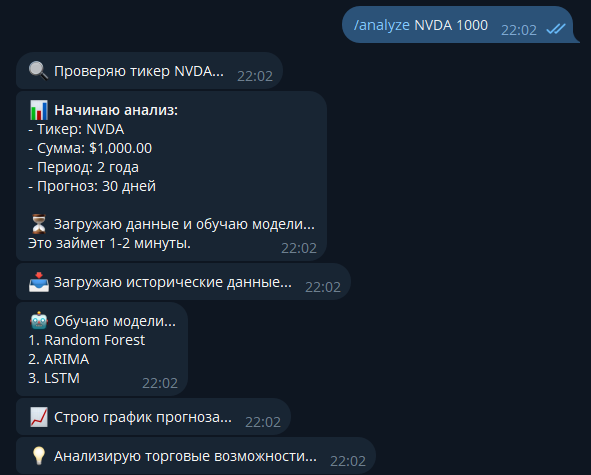 /analyze NVDA 1000 22:02
🔍 Проверяю тикер NVDA... 22:02
📊 Начинаю анализ:
- Тикер: NVDA
- Сумма: $1,000.00
- Период: 2 года
- Прогноз: 30 дней
⏳ Загружаю данные и обучаю модели...
Это займет 1-2 минуты. 22:02
📥 Загружаю исторические данные... 22:02
🤖 Обучаю модели...
1. Random Forest
2. ARIMA
3. LSTM 22:02
📈 Строю график прогноза... 22:02
💡 Анализирую торговые возможности... 22:02